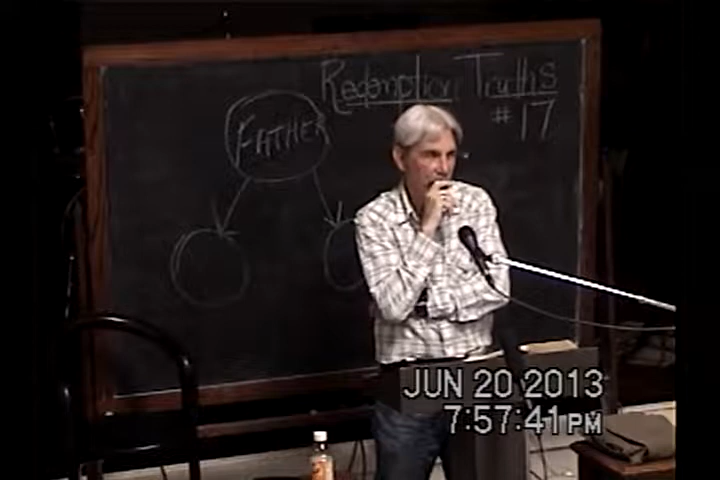 Redemption Truths
#17
FATHER
JUN 20 2013
7:57:41 PM